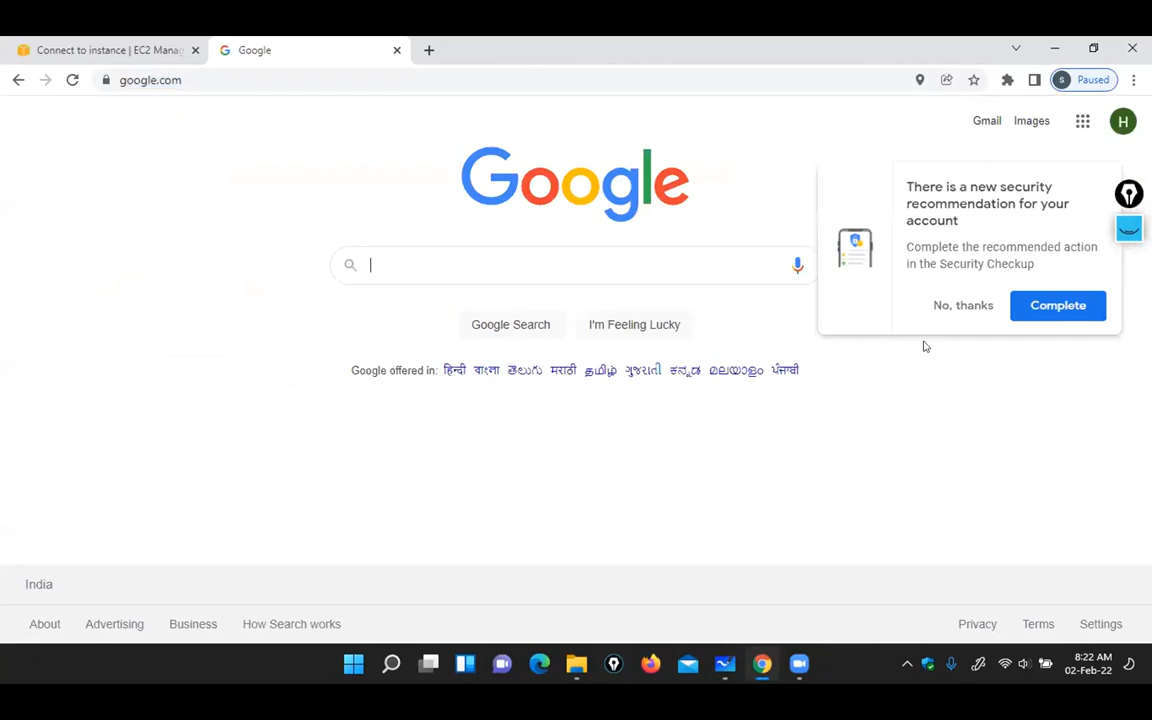 Connect to instance | EC2 Manag
Google
google.com
S
Paused
Gmail
Images
H
Google
There is a new security
recommendation for your
account
Complete the recommended action
in the Security Checkup
No, thanks
Complete
Google Search
I'm Feeling Lucky
Google offered in: हिन्दी বাংলা తెలుగు मराठी தமிழ் ગુજરાતી ಕನ್ನಡ മലയാളം ਪੰਜਾਬੀ
India
About
Advertising
Business
How Search works
Privacy
Terms
Settings
8:22 AM
02-Feb-22